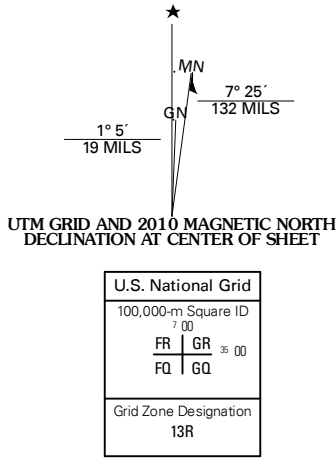 ★
MN
7° 25´
132 MILS
GN
1° 5´
19 MILS
UTM GRID AND 2010 MAGNETIC NORTH
DECLINATION AT CENTER OF SHEET
U.S. National Grid
100,000-m Square ID
7 00
FR GR 35 00
FQ GQ
Grid Zone Designation
13R